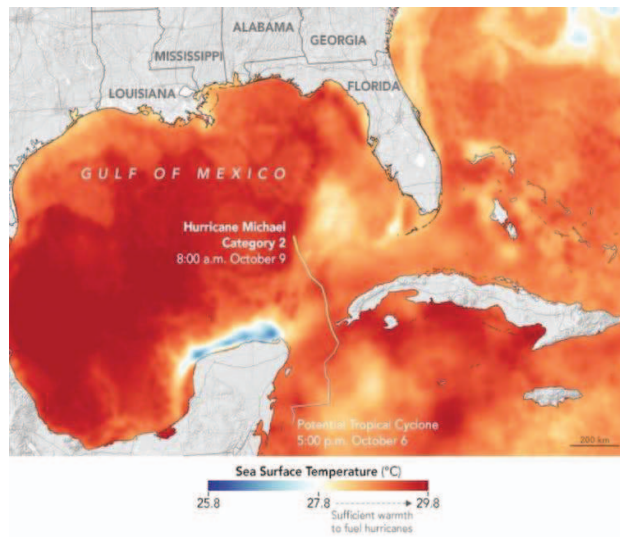 ALABAMA
GEORGIA
MISSISSIPPI
LOUISIANA
FLORIDA
GULF OF MEXICO
Hurricane Michael
Category 2
8:00 a.m. October 9
Potential Tropical Cyclone
5:00 p.m. October 6
200 km
Sea Surface Temperature (°C)
25.8
27.8
29.8
Sufficient warmth
to fuel hurricanes